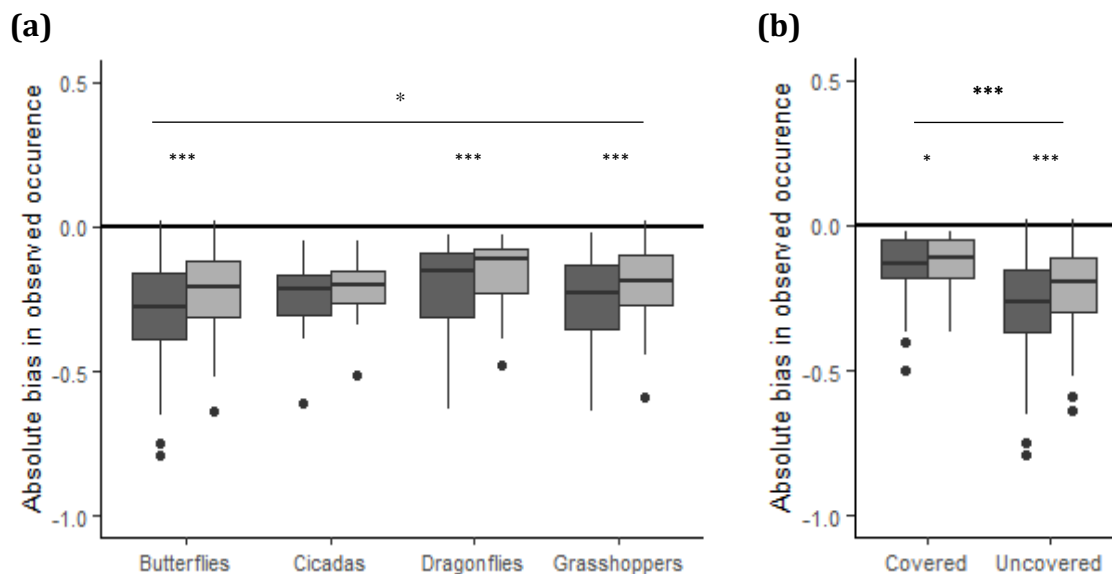 (a)
Absolute bias in observed occurence
0.5
0.0
-0.5
-1.0
*
*** *** ***
Butterflies Cicadas Dragonflies Grasshoppers
(b)
Absolute bias in observed occurence
0.5
0.0
-0.5
-1.0
***
* ***
Covered Uncovered